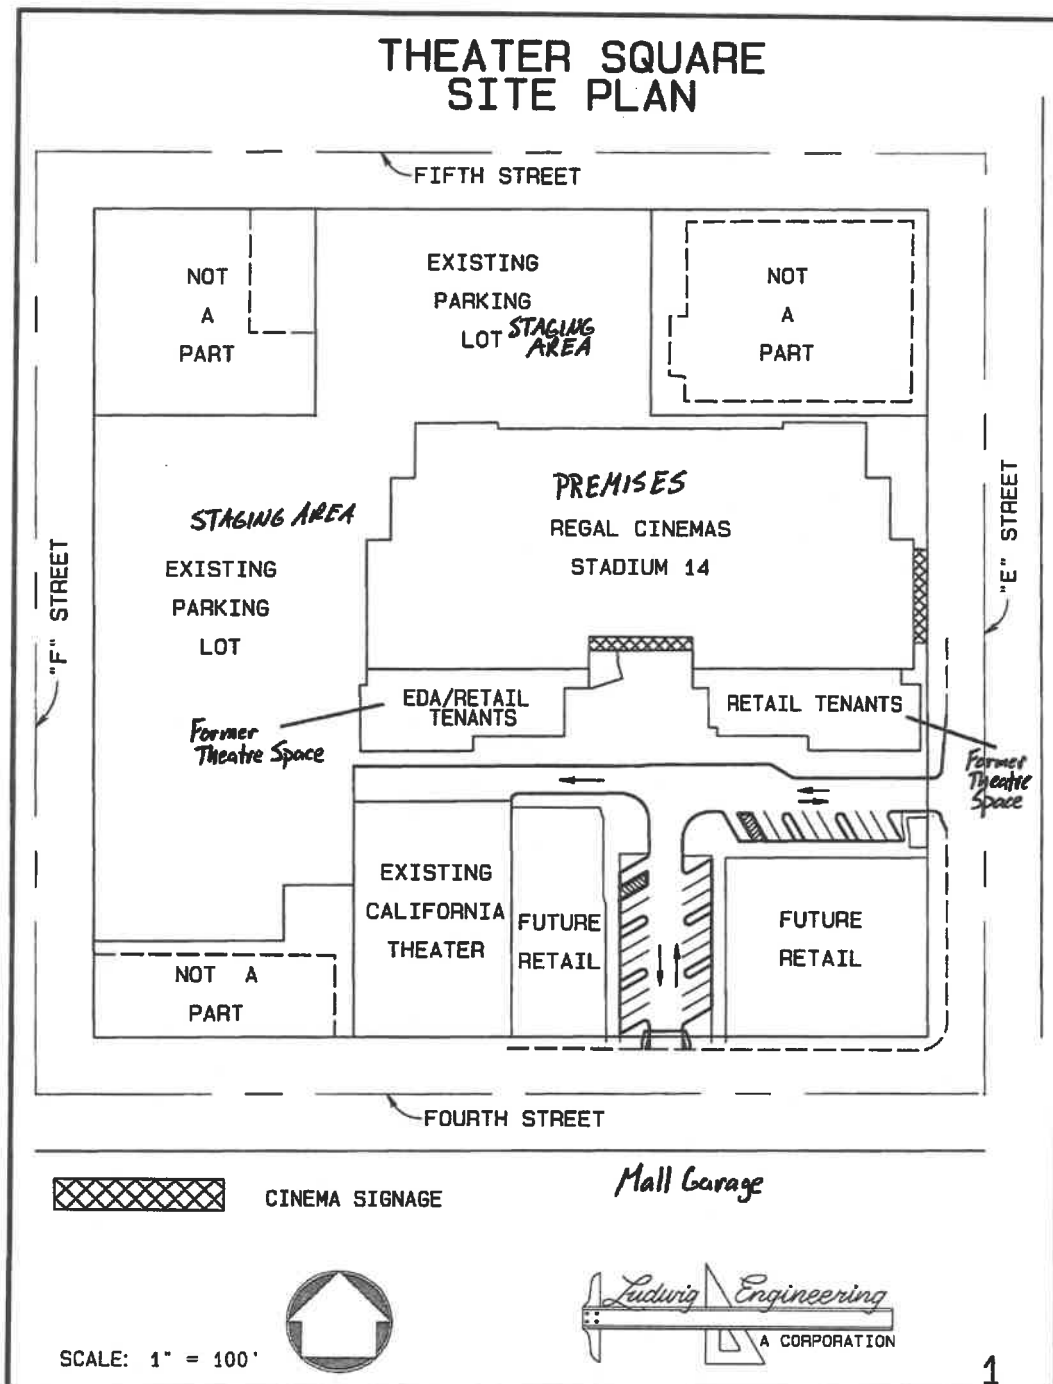 THEATER SQUARE
SITE PLAN
FIFTH STREET
NOT
A
PART
EXISTING
PARKING
LOT STAGING
AREA
NOT
A
PART
PREMISES
REGAL CINEMAS
STADIUM 14
STAGING AREA
EXISTING
PARKING
LOT
"F" STREET
"E" STREET
EDA/RETAIL
TENANTS
RETAIL TENANTS
Former
Theatre Space
Former
Theatre
Space
EXISTING
CALIFORNIA
THEATER
FUTURE
RETAIL
FUTURE
RETAIL
NOT A
PART
FOURTH STREET
CINEMA SIGNAGE
Mall Garage
Ludwig Engineering
A CORPORATION
SCALE: 1" = 100'
1